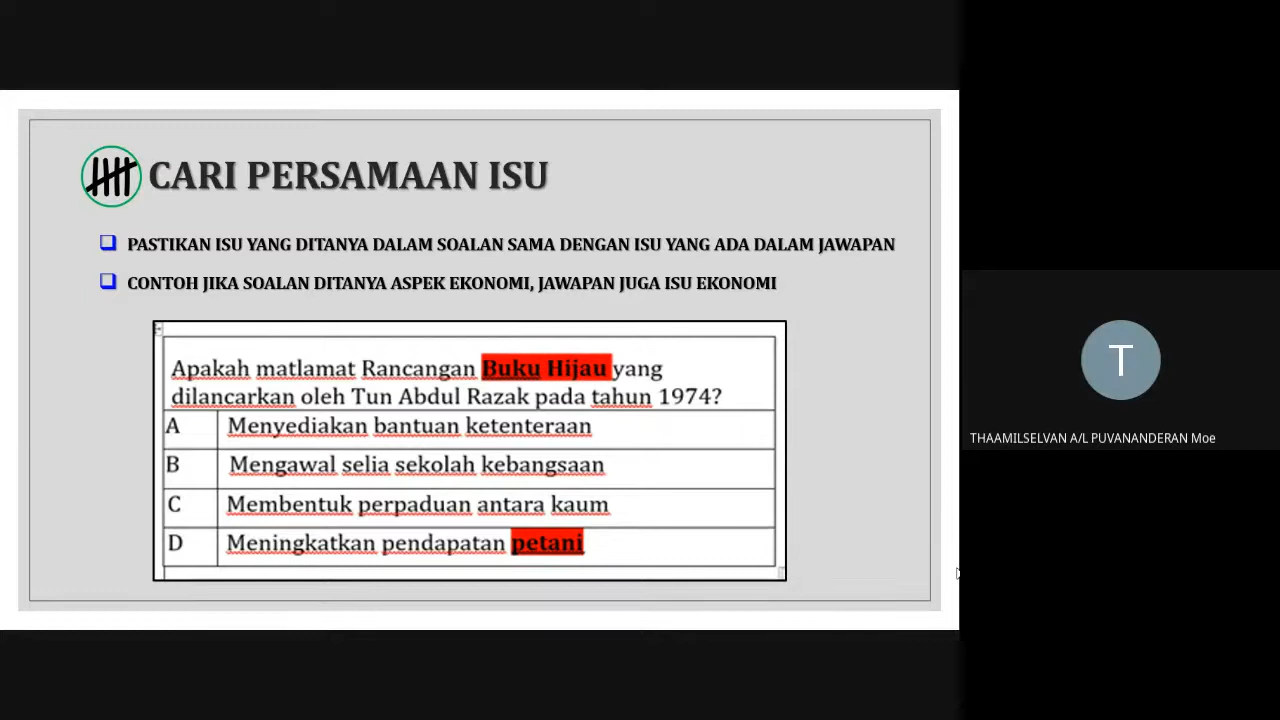 CARI PERSAMAAN ISU
PASTIKAN ISU YANG DITANYA DALAM SOALAN SAMA DENGAN ISU YANG ADA DALAM JAWAPAN
CONTOH JIKA SOALAN DITANYA ASPEK EKONOMI, JAWAPAN JUGA ISU EKONOMI
Apakah matlamat Rancangan Buku Hijau yang
dilancarkan oleh Tun Abdul Razak pada tahun 1974?
A Menyediakan bantuan ketenteraan
B Mengawal selia sekolah kebangsaan
C Membentuk perpaduan antara kaum
D Meningkatkan pendapatan petani
T
THAAMILSELVAN A/L PUVANANDERAN Moe